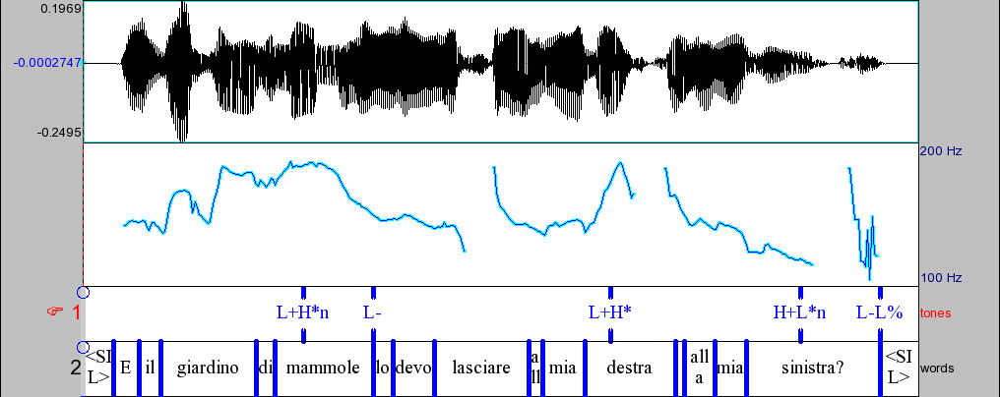 0.1969
-0.0002747
-0.2495
200 Hz
100 Hz
☞ 1 L+H*n L- L+H* H+L*n L-L% tones
2 <SIL> E il giardino di mammole lo devo lasciare all mia destra alla mia sinistra? <SIL> words